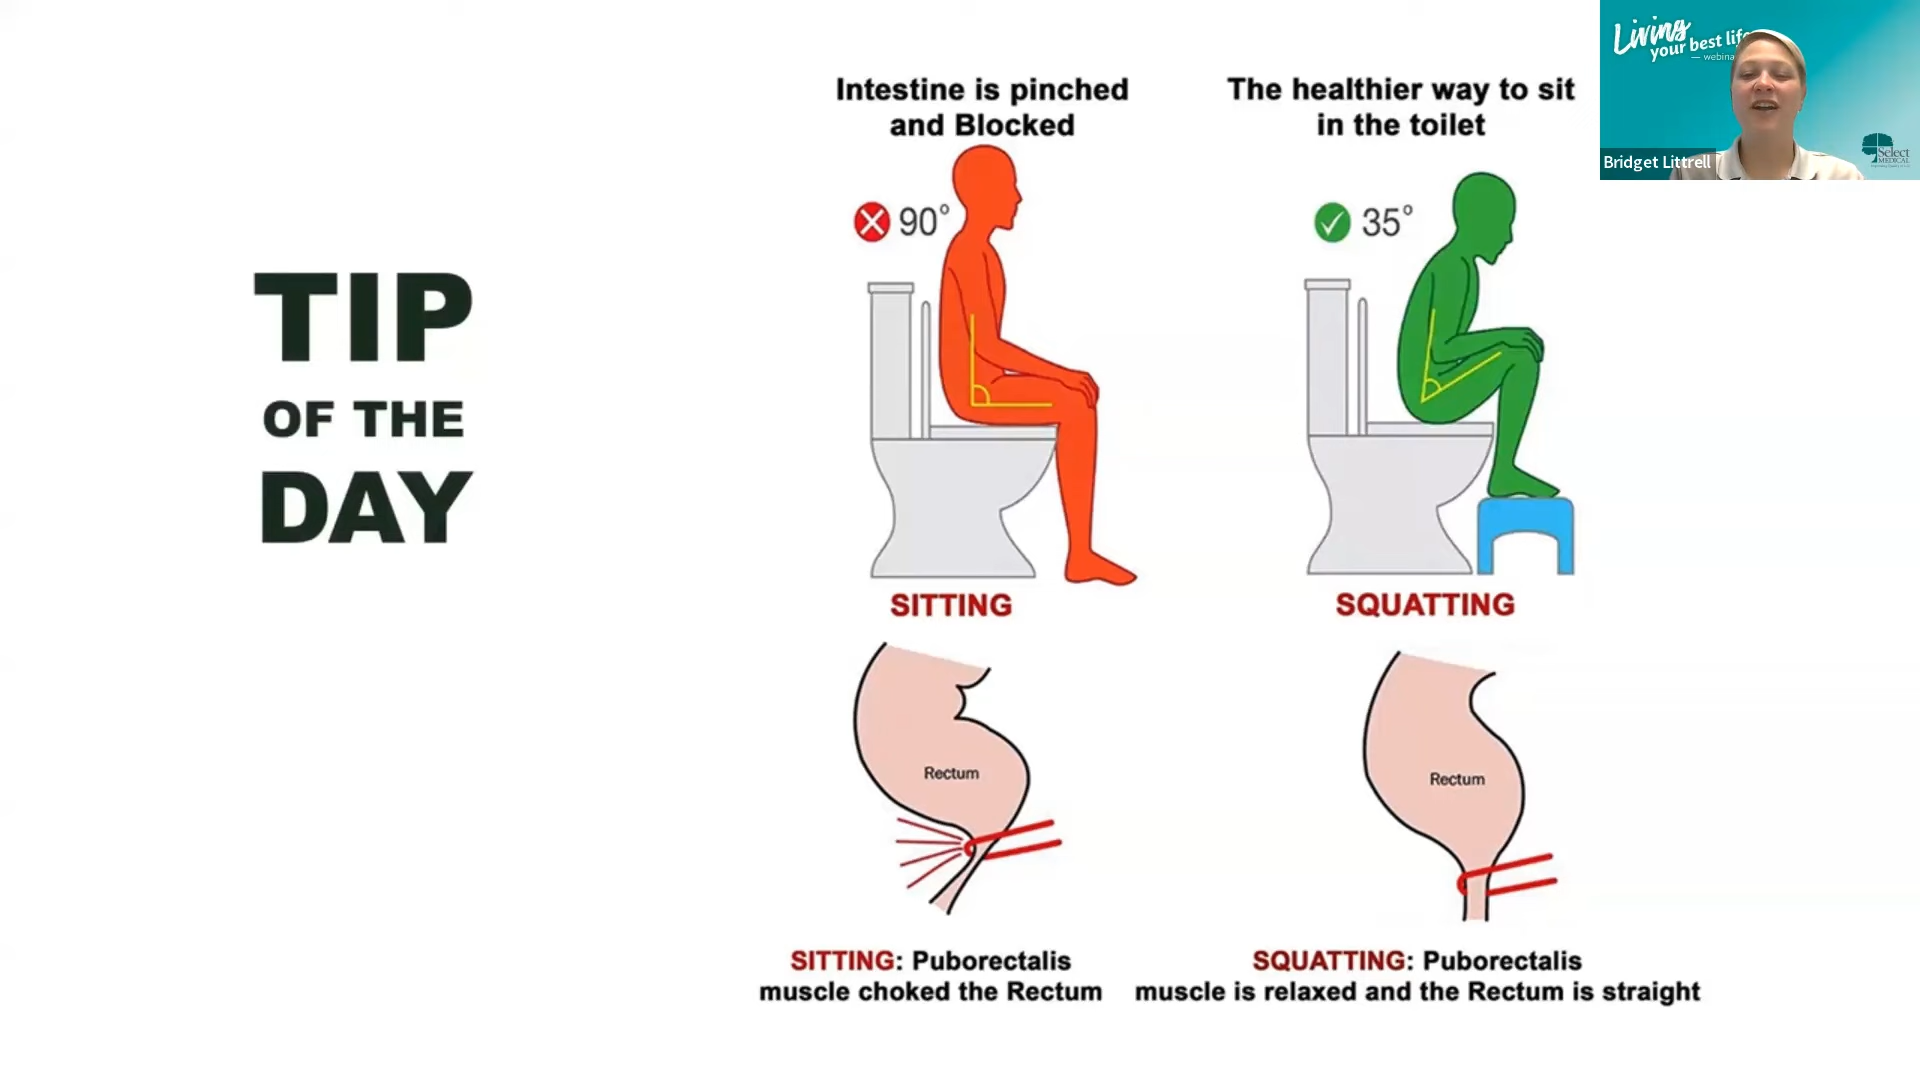 TIP
OF THE
DAY
Intestine is pinched
and Blocked
90°
SITTING
Rectum
SITTING: Puborectalis
muscle choked the Rectum
The healthier way to sit
in the toilet
35°
SQUATTING
Rectum
SQUATTING: Puborectalis
muscle is relaxed and the Rectum is straight
Living
your best life
Select
MEDICAL
Bridget Littrell